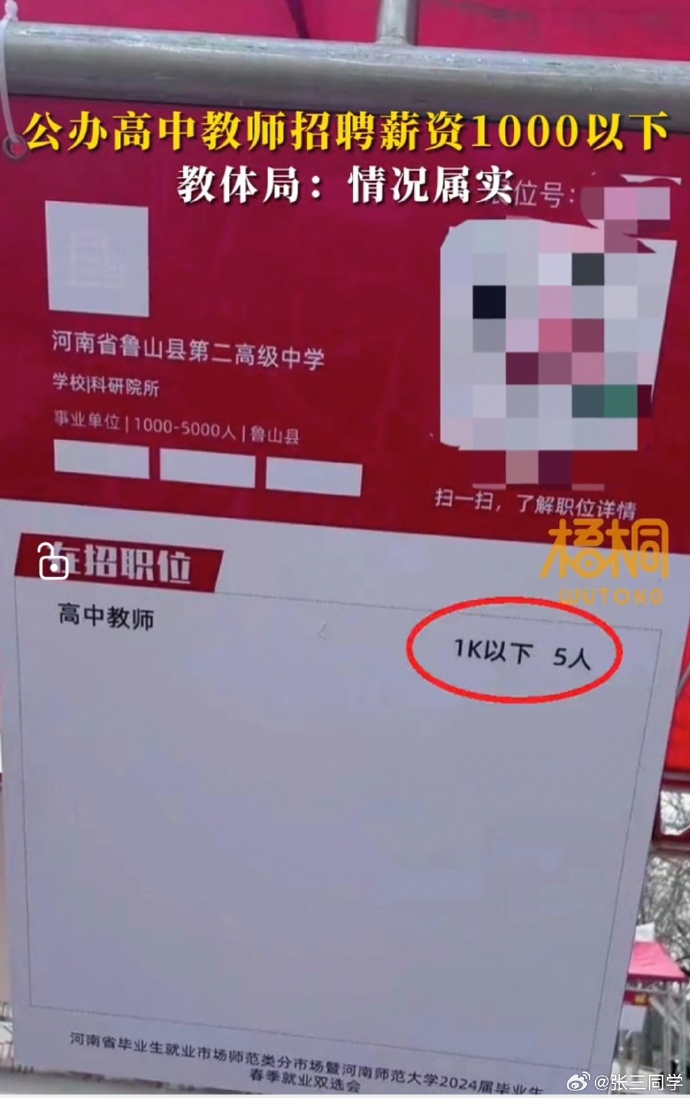 公办高中教师招聘薪资1000以下
教体局：情况属实
位号：
河南省鲁山县第二高级中学
学校|科研院所
事业单位 | 1000-5000人 | 鲁山县
扫一扫，了解职位详情
梧桐
WUTONG
在招职位
高中教师
1K以下 5人
河南省毕业生就业市场师范类分市场暨河南师范大学2024届毕业生
春季就业双选会
@张三同学